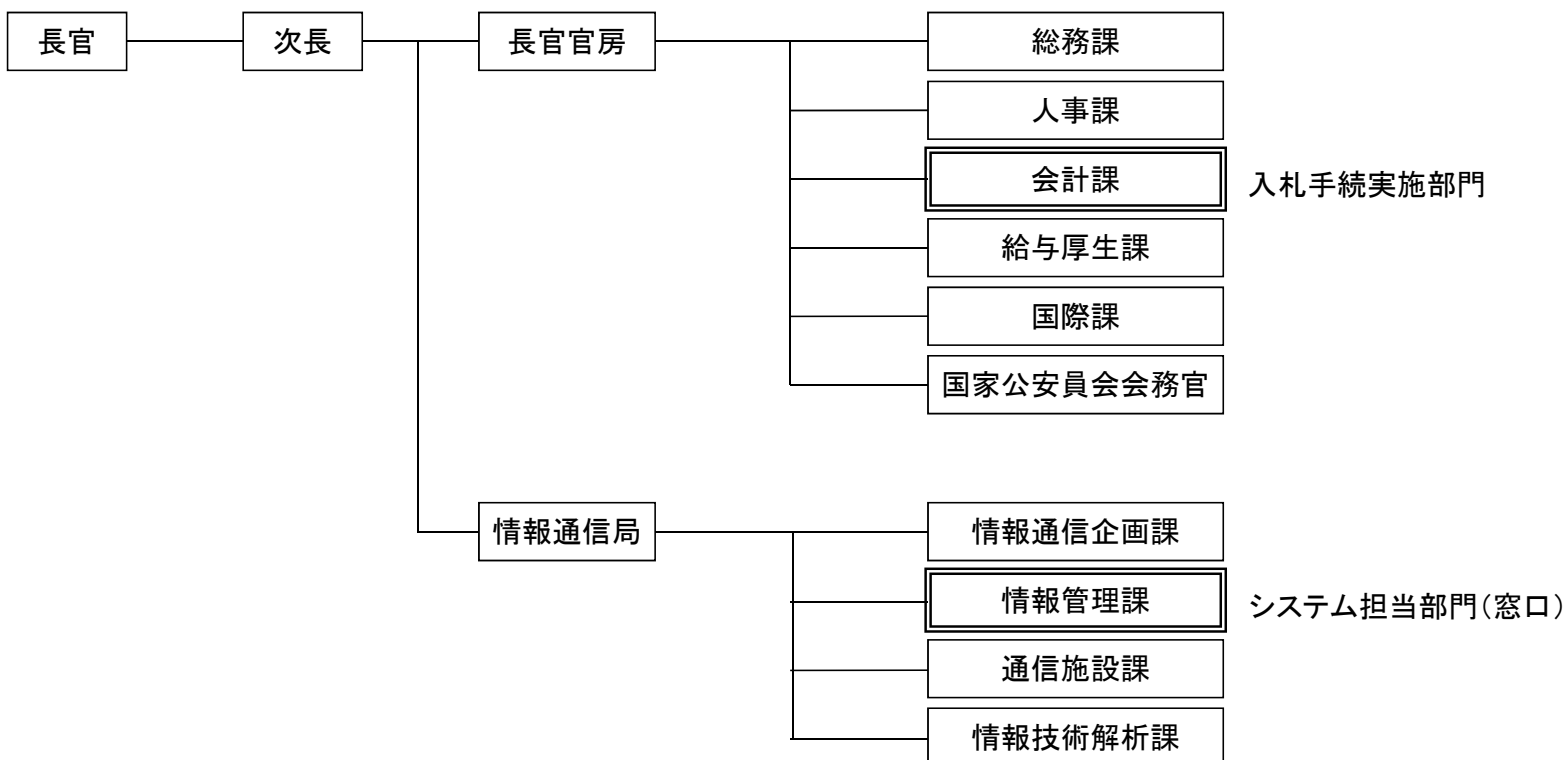 長官
次長
長官官房
総務課
人事課
会計課
入札手続実施部門
給与厚生課
国際課
国家公安員会会務官
情報通信局
情報通信企画課
情報管理課
システム担当部門(窓口)
通信施設課
情報技術解析課